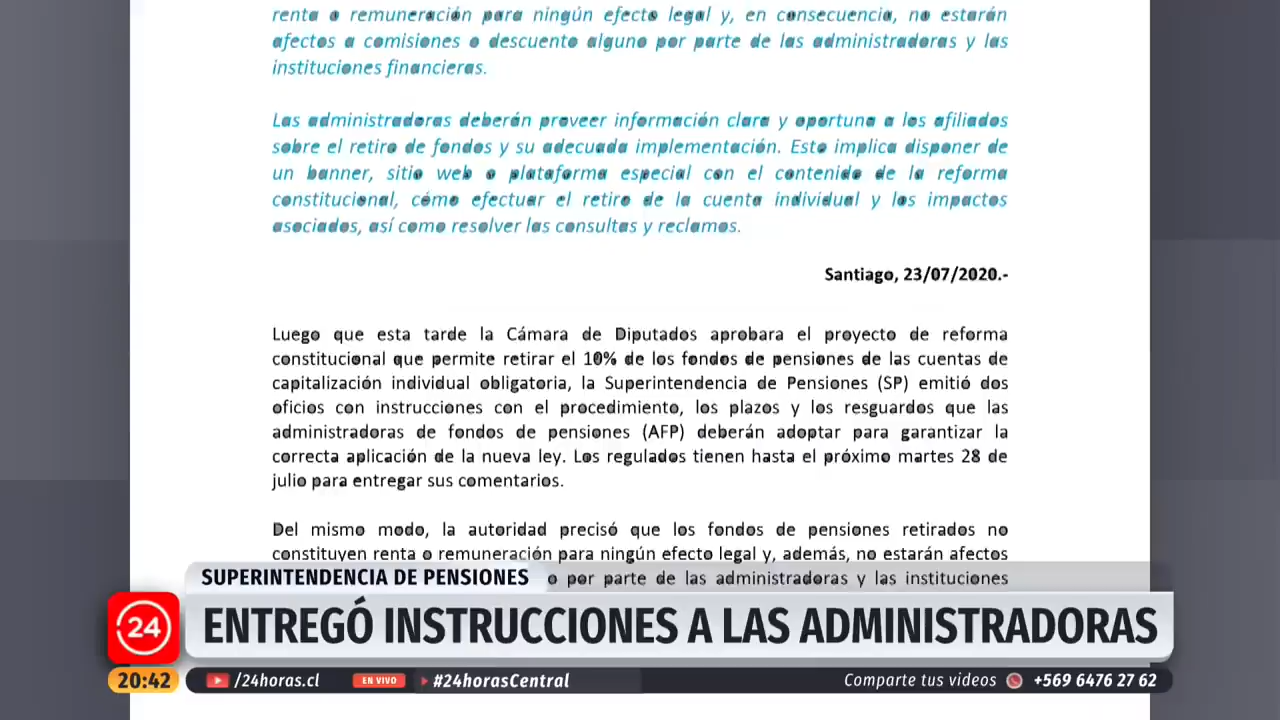 renta o remuneración para ningún efecto legal y, en consecuencia, no estarán
afectos a comisiones o descuento alguno por parte de las administradoras y las
instituciones financieras.
Las administradoras deberán proveer información clara y oportuna a los afiliados
sobre el retiro de fondos y su adecuada implementación. Esto implica disponer de
un banner, sitio web o plataforma especial con el contenido de la reforma
constitucional, cómo efectuar el retiro de la cuenta individual y los impactos
asociados, así como resolver las consultas y reclamos.
Santiago, 23/07/2020.-
Luego que esta tarde la Cámara de Diputados aprobara el proyecto de reforma
constitucional que permite retirar el 10% de los fondos de pensiones de las cuentas de
capitalización individual obligatoria, la Superintendencia de Pensiones (SP) emitió dos
oficios con instrucciones con el procedimiento, los plazos y los resguardos que las
administradoras de fondos de pensiones (AFP) deberán adoptar para garantizar la
correcta aplicación de la nueva ley. Los regulados tienen hasta el próximo martes 28 de
julio para entregar sus comentarios.
Del mismo modo, la autoridad precisó que los fondos de pensiones retirados no
constituyen renta o remuneración para ningún efecto legal y, además, no estarán afectos
o por parte de las administradoras y las instituciones
SUPERINTENDENCIA DE PENSIONES
24
ENTREGÓ INSTRUCCIONES A LAS ADMINISTRADORAS
20:42
/24horas.cl
EN VIVO
#24horasCentral
Comparte tus videos
+569 6476 27 62